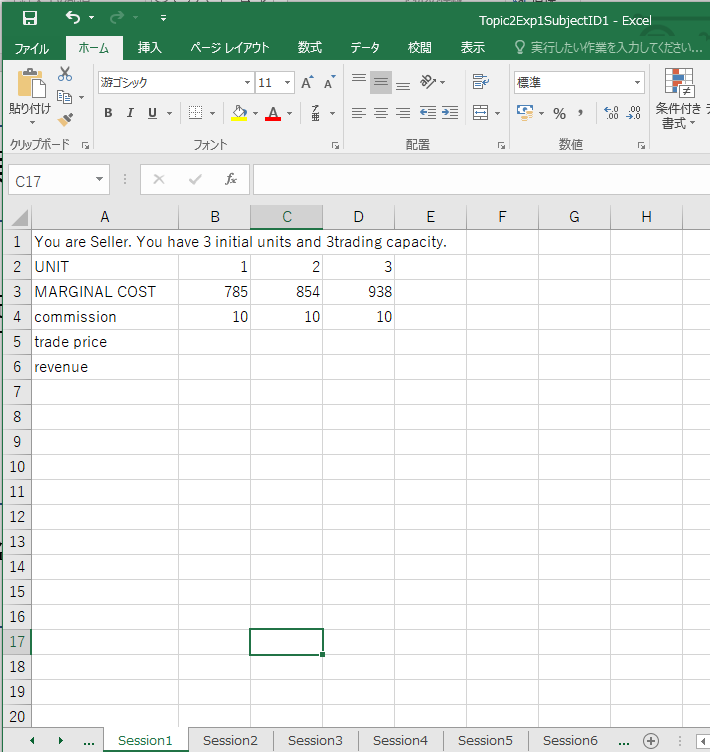 Topic2Exp1SubjectID1 - Excel
ファイル ホーム 挿入 ページ レイアウト 数式 データ 校閲 表示 実行したい作業を入力してください...
貼り付け 游ゴシック 11 A A 標準
B I U A 亜 % , .00 .00 条件付き
書式
クリップボード フォント 配置 数値
C17 fx
A B C D E F G H
1 You are Seller. You have 3 initial units and 3trading capacity.
2 UNIT 1 2 3
3 MARGINAL COST 785 854 938
4 commission 10 10 10
5 trade price
6 revenue
7
8
9
10
11
12
13
14
15
16
17
18
19
20
... Session1 Session2 Session3 Session4 Session5 Session6 ...